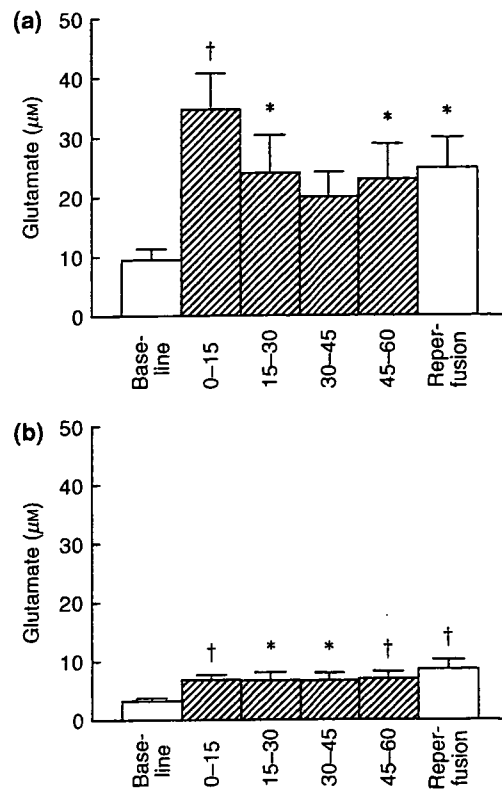 (a)
50
40
30
20
10
0
Glutamate (μM)
†
*
*
*
Base-
line
0–15
15–30
30–45
45–60
Reper-
fusion
(b)
50
40
30
20
10
0
Glutamate (μM)
†
*
*
†
†
Base-
line
0–15
15–30
30–45
45–60
Reper-
fusion